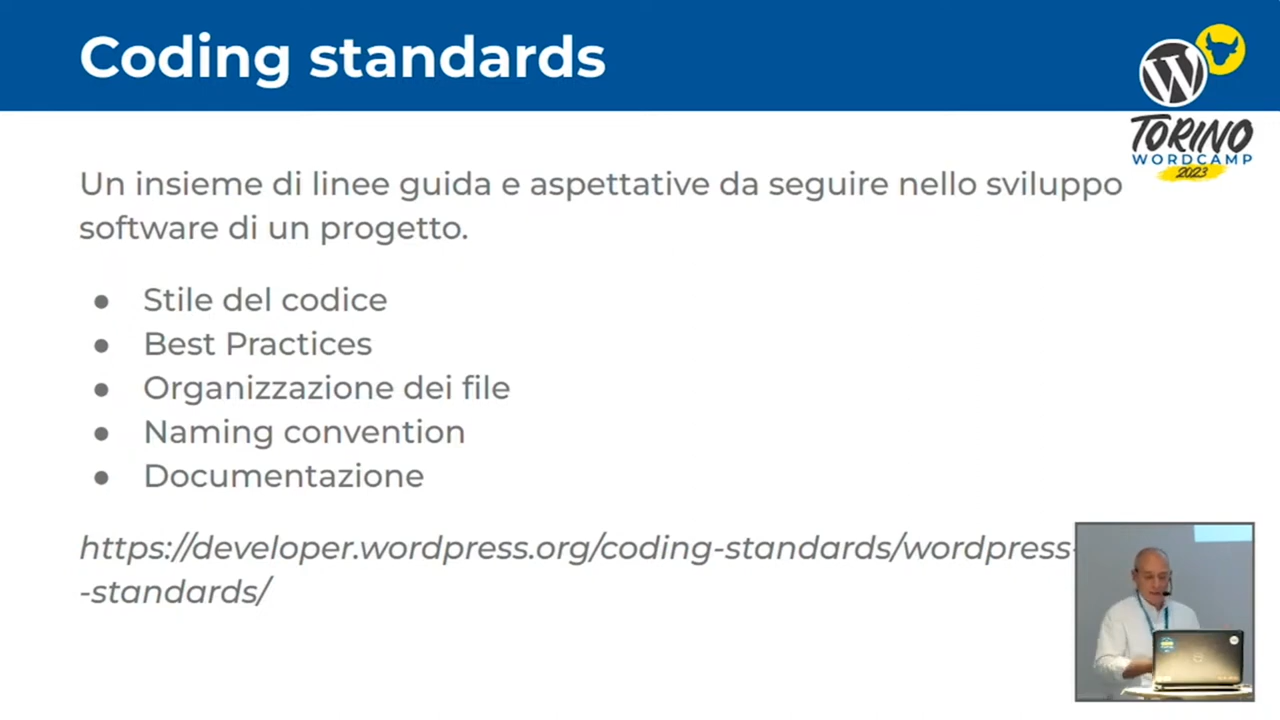 Coding standards
TORINO
WORDCAMP
2023
Un insieme di linee guida e aspettative da seguire nello sviluppo
software di un progetto.
● Stile del codice
● Best Practices
● Organizzazione dei file
● Naming convention
● Documentazione
https://developer.wordpress.org/coding-standards/wordpress-
-standards/